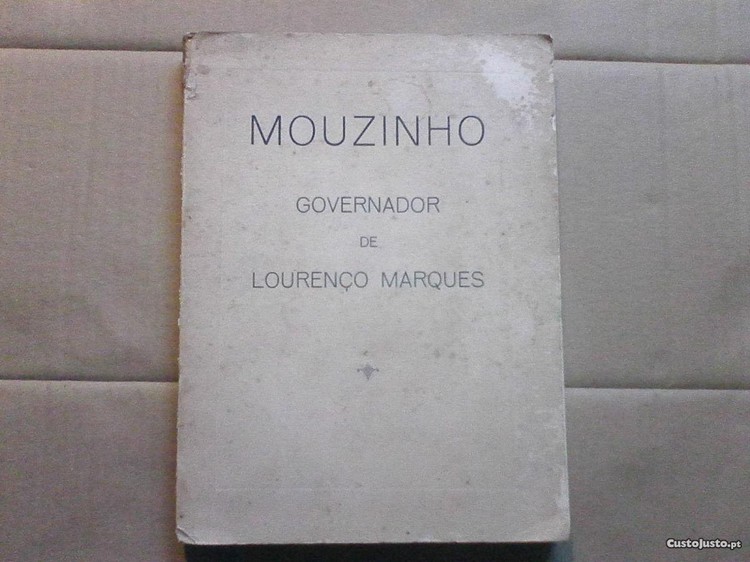 MOUZINHO
GOVERNADOR
DE
LOURENÇO MARQUES
CustoJusto.pt